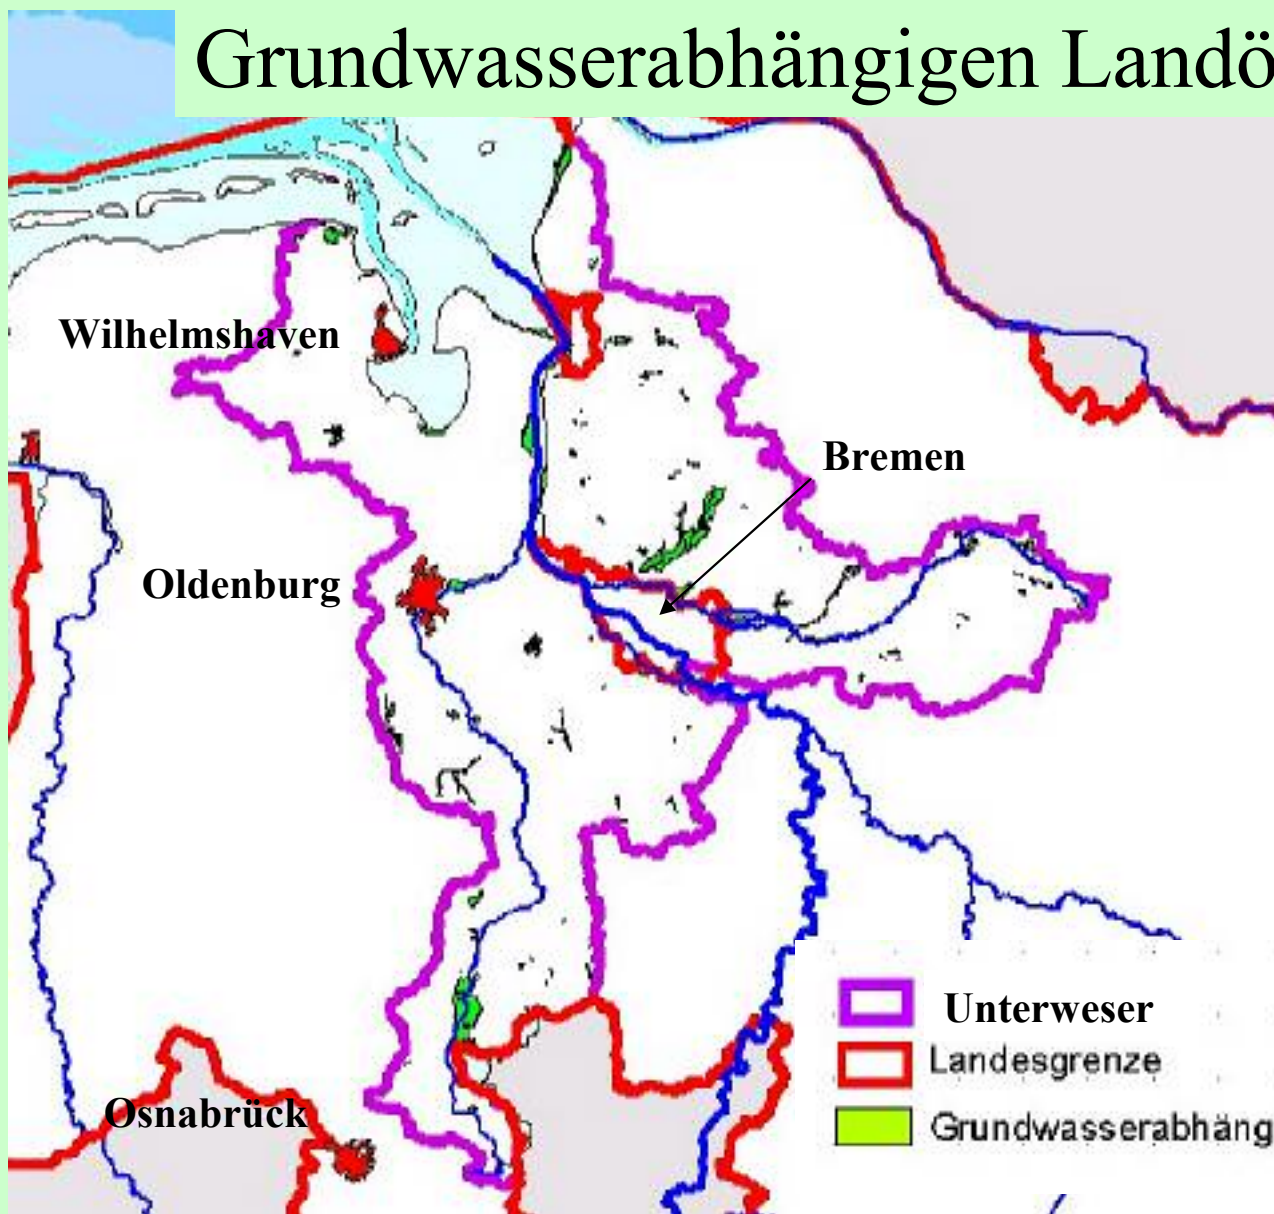 Grundwasserabhängigen Landö
Wilhelmshaven
Bremen
Oldenburg
Unterweser
Landesgrenze
Osnabrück
Grundwasserabhäng